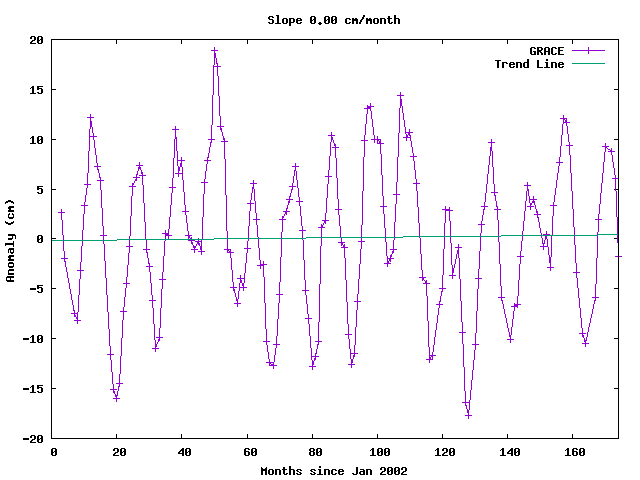 Slope 0.00 cm/month
GRACE
Trend Line
20
15
10
5
0
-5
-10
-15
-20
Anomaly (cm)
0 20 40 60 80 100 120 140 160
Months since Jan 2002